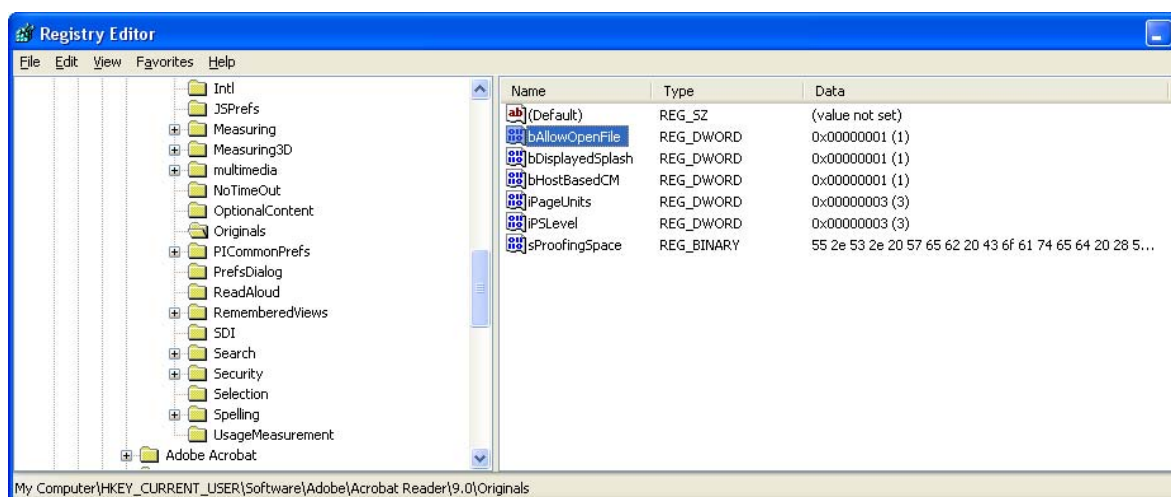 Registry Editor
File Edit View Favorites Help
Intl
JSPrefs
Measuring
Measuring3D
multimedia
NoTimeOut
OptionalContent
Originals
PICommonPrefs
PrefsDialog
ReadAloud
RememberedViews
SDI
Search
Security
Selection
Spelling
UsageMeasurement
Adobe Acrobat
Name Type Data
(Default) REG_SZ (value not set)
bAllowOpenFile REG_DWORD 0x00000001 (1)
bDisplayedSplash REG_DWORD 0x00000001 (1)
bHostBasedCM REG_DWORD 0x00000001 (1)
iPageUnits REG_DWORD 0x00000003 (3)
iPSLevel REG_DWORD 0x00000003 (3)
sProofingSpace REG_BINARY 55 2e 53 2e 20 57 65 62 20 43 6f 61 74 65 64 20 28 5...
My Computer\HKEY_CURRENT_USER\Software\Adobe\Acrobat Reader\9.0\Originals